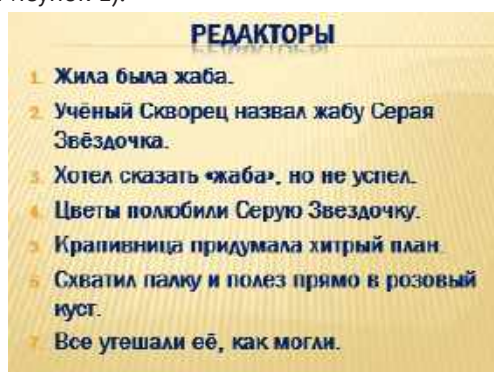 РЕДАКТОРЫ
1. Жила была жаба.
2. Учёный Скворец назвал жабу Серая
Звёздочка.
3. Хотел сказать «жаба», но не успел.
4. Цветы полюбили Серую Звездочку.
5. Крапивница придумала хитрый план.
6. Схватил палку и полез прямо в розовый
куст.
7. Все утешали её, как могли.